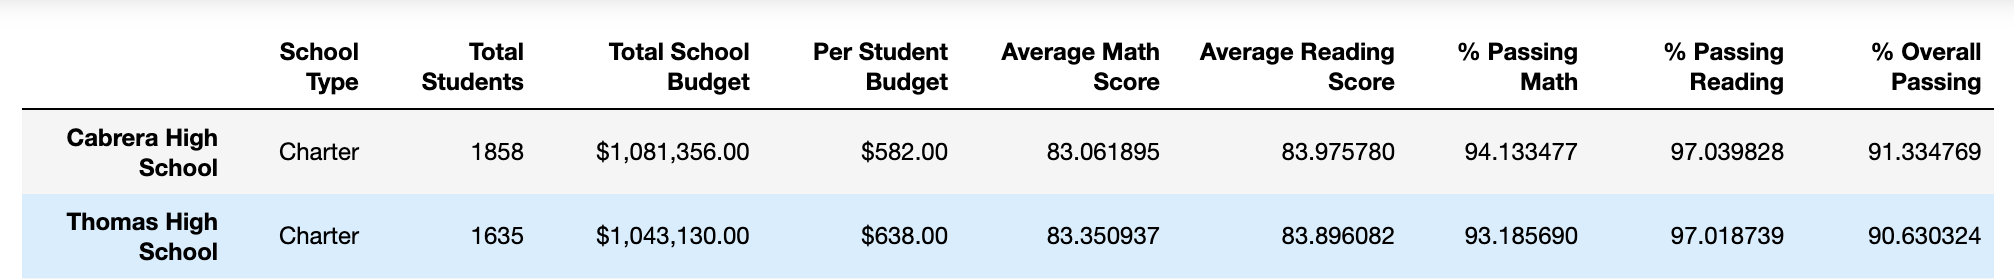 School Total Total School Per Student Average Math Average Reading % Passing % Passing % Overall
Type Students Budget Budget Score Score Math Reading Passing
Cabrera High
School Charter 1858 $1,081,356.00 $582.00 83.061895 83.975780 94.133477 97.039828 91.334769
Thomas High
School Charter 1635 $1,043,130.00 $638.00 83.350937 83.896082 93.185690 97.018739 90.630324